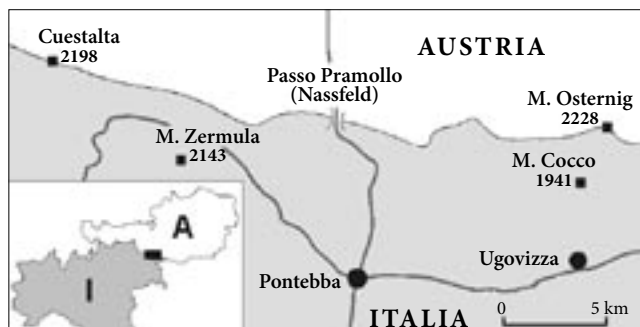 Cuestalta
2198
AUSTRIA
Passo Pramollo
(Nassfeld)
M. Osternig
2228
M. Zermula
2143
M. Cocco
1941
A
I
Pontebba
Ugovizza
ITALIA
0 5 km